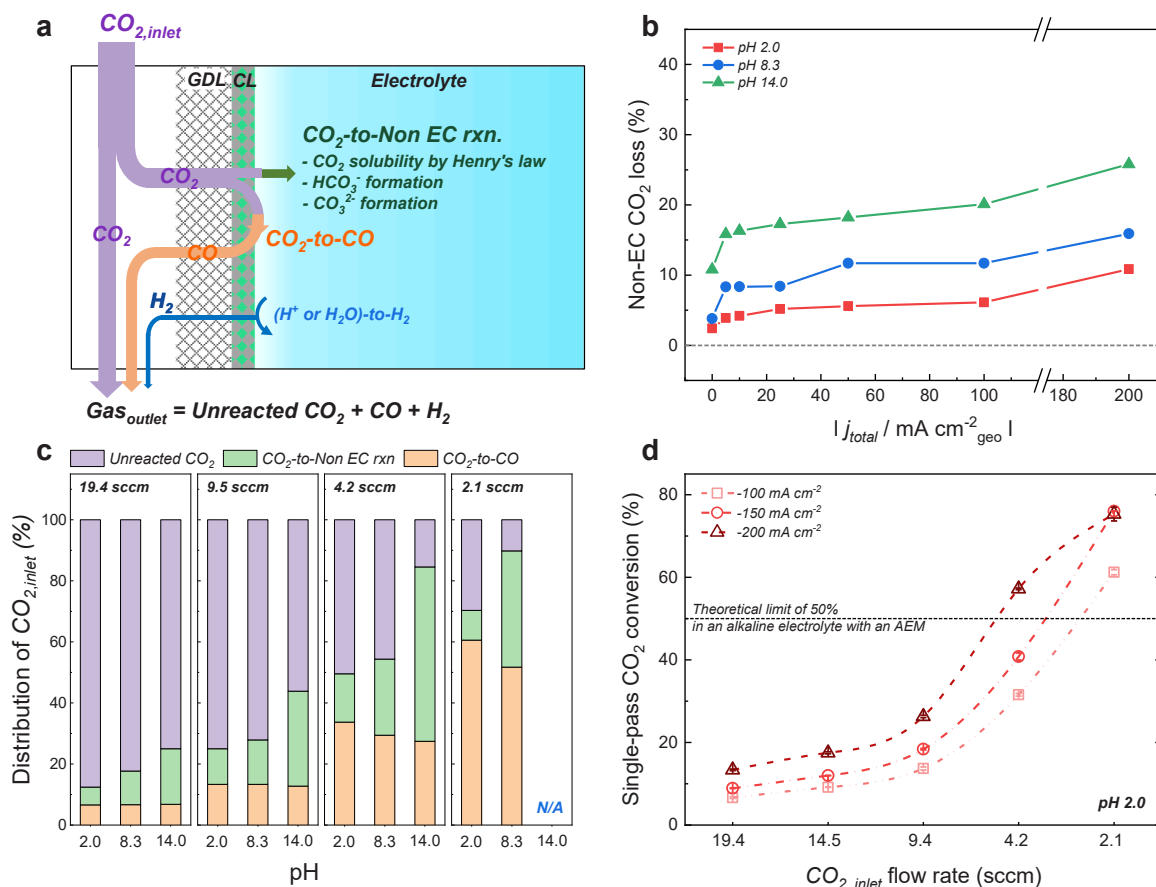 a
CO2,inlet
GDL CL Electrolyte
CO2-to-Non EC rxn.
- CO2 solubility by Henry's law
- HCO3- formation
- CO3^2- formation
CO2
CO2
CO2-to-CO
CO
H2
(H+ or H2O)-to-H2
Gas_outlet = Unreacted CO2 + CO + H2
b
pH 2.0
pH 8.3
pH 14.0
Non-EC CO2 loss (%)
40
30
20
10
0
0 20 40 60 80 100 180 200
| j_total / mA cm-2_geo |
c
Unreacted CO2 CO2-to-Non EC rxn CO2-to-CO
19.4 sccm 9.5 sccm 4.2 sccm 2.1 sccm
Distribution of CO2,inlet (%)
100
80
60
40
20
0
N/A
2.0 8.3 14.0 2.0 8.3 14.0 2.0 8.3 14.0 2.0 8.3 14.0
pH
d
-100 mA cm-2
-150 mA cm-2
-200 mA cm-2
Single-pass CO2 conversion (%)
80
60
40
20
0
Theoretical limit of 50%
in an alkaline electrolyte with an AEM
pH 2.0
19.4 14.5 9.4 4.2 2.1
CO2_inlet flow rate (sccm)